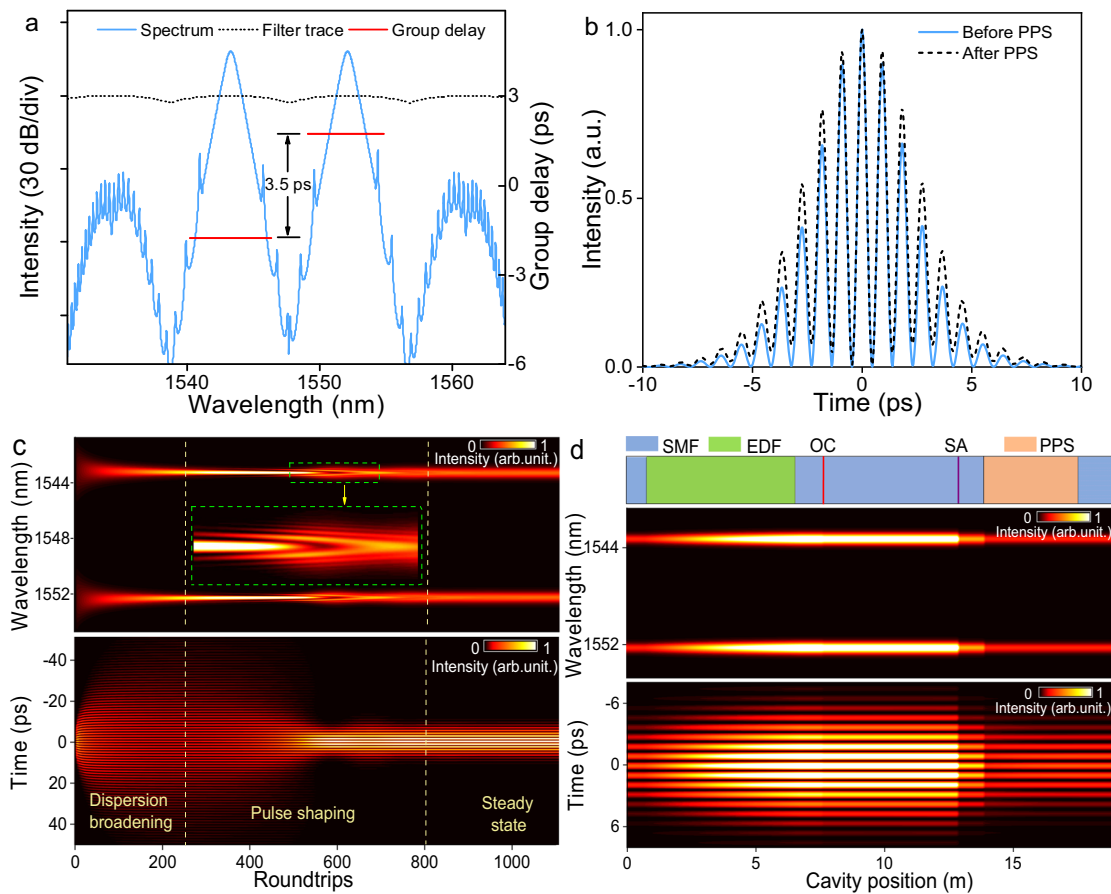 a
Spectrum
Filter trace
Group delay
Intensity (30 dB/div)
3.5 ps
3
0
-3
-6
Group delay (ps)
1540
1550
1560
Wavelength (nm)
b
Before PPS
After PPS
1.0
0.5
0.0
Intensity (a.u.)
-10
-5
0
5
10
Time (ps)
c
0 1
Intensity (arb.unit.)
1544
1548
1552
Wavelength (nm)
0 1
Intensity (arb.unit.)
-40
-20
0
20
40
Time (ps)
Dispersion
broadening
Pulse shaping
Steady
state
0
200
400
600
800
1000
Roundtrips
d
SMF
EDF
OC
SA
PPS
0 1
Intensity (arb.unit.)
1544
1552
Wavelength (nm)
0 1
Intensity (arb.unit.)
-6
0
6
Time (ps)
0
5
10
15
Cavity position (m)